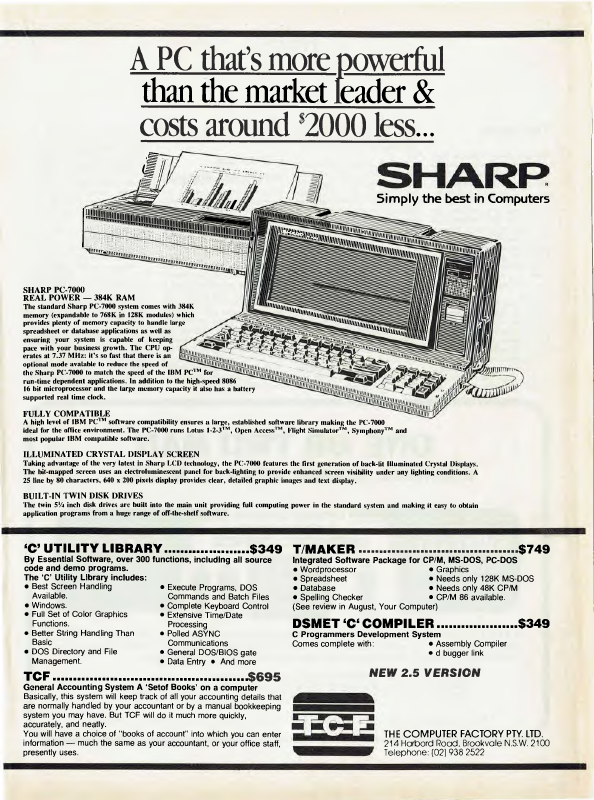 A PC that's more powerful
than the market leader &
costs around $2000 less...
SHARP
Simply the best in Computers
SHARP PC-7000
REAL POWER — 384K RAM
The standard Sharp PC-7000 system comes with 384K
memory (expandable to 768K in 128K modules) which
provides plenty of memory capacity to handle large
spreadsheet or database applications as well as
ensuring your system is capable of keeping
pace with your business growth. The CPU op-
erates at 7.37 MHz: it's so fast that there is an
optional mode available to reduce the speed of
the Sharp PC-7000 to match the speed of the IBM PC™ for
run-time dependent applications. In addition to the high-speed 8086
16 bit microprocessor and the large memory capacity it also has a battery
supported real time clock.
FULLY COMPATIBLE
A high level of IBM PC™ software compatibility ensures a large, established software library making the PC-7000
ideal for the office environment. The PC-7000 runs Lotus 1-2-3™, Open Access™, Flight Simulator™, Symphony™ and
most popular IBM compatible software.
ILLUMINATED CRYSTAL DISPLAY SCREEN
Taking advantage of the very latest in Sharp LCD technology, the PC-7000 features the first generation of back-lit Illuminated Crystal Displays.
The bit-mapped screen uses an electroluminescent panel for back-lighting to provide enhanced screen visibility under any lighting conditions. A
25 line by 80 characters, 640 x 200 pixels display provides clear, detailed graphic images and text display.
BUILT-IN TWIN DISK DRIVES
The twin 5¼ inch disk drives are built into the main unit providing full computing power in the standard system and making it easy to obtain
application programs from a huge range of off-the-shelf software.
'C' UTILITY LIBRARY....................$349
By Essential Software, over 300 functions, including all source
code and demo programs.
The 'C' Utility Library includes:
• Best Screen Handling
Available.
• Windows.
• Full Set of Color Graphics
Functions.
• Better String Handling Than
Basic
• DOS Directory and File
Management.
• Execute Programs, DOS
Commands and Batch Files
• Complete Keyboard Control
• Extensive Time/Date
Processing
• Polled ASYNC
Communications
• General DOS/BIOS gate
• Data Entry • And more
TCF..............................................$695
General Accounting System A 'Setof Books' on a computer
Basically, this system will keep track of all your accounting details that
are normally handled by your accountant or by a manual bookkeeping
system you may have. But TCF will do it much more quickly,
accurately, and neatly.
You will have a choice of "books of account" into which you can enter
information — much the same as your accountant, or your office staff,
presently uses.
T/MAKER ......................................$749
Integrated Software Package for CP/M, MS-DOS, PC-DOS
• Wordprocessor
• Spreadsheet
• Database
• Spelling Checker
• Graphics
• Needs only 128K MS-DOS
• Needs only 48K CP/M
• CP/M 86 available.
(See review in August, Your Computer)
DSMET 'C' COMPILER ..................$349
C Programmers Development System
Comes complete with:
• Assembly Compiler
• d bugger link
NEW 2.5 VERSION
TCF
THE COMPUTER FACTORY PTY. LTD.
214 Harbord Road, Brookvale N.S.W. 2100
Telephone: (02) 938 2522